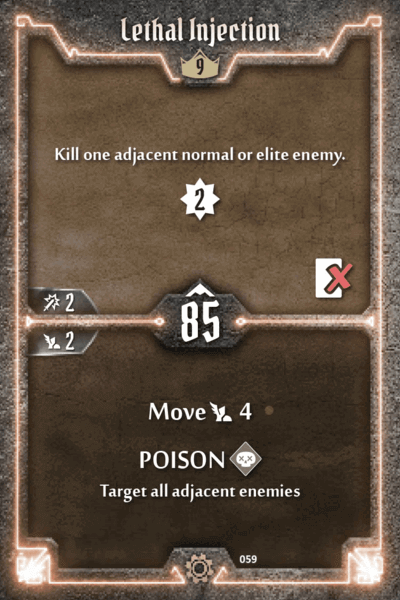 Lethal Injection
9
Kill one adjacent normal or elite enemy.
2
2
85
2
Move 4
POISON
Target all adjacent enemies
059